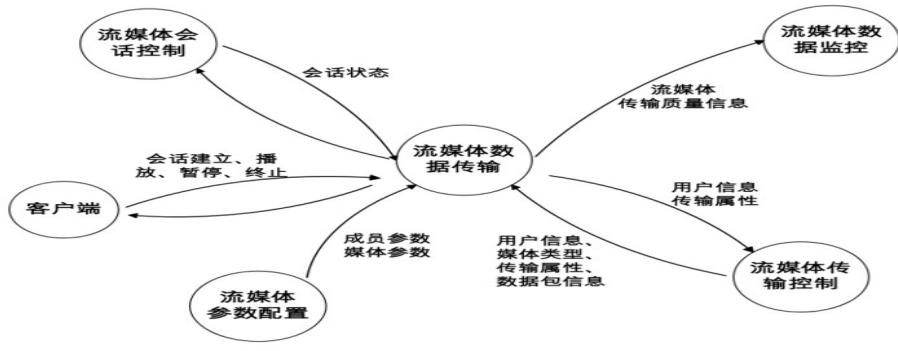 流媒体会
话控制
会话状态
流媒体数
据监控
流媒体
传输质量信息
流媒体数
据传输
会话建立、播
放、暂停、终止
客户端
用户信息
传输属性
成员参数
媒体参数
用户信息、
媒体类型、
传输属性、
数据包信息
流媒体传
输控制
流媒体
参数配置